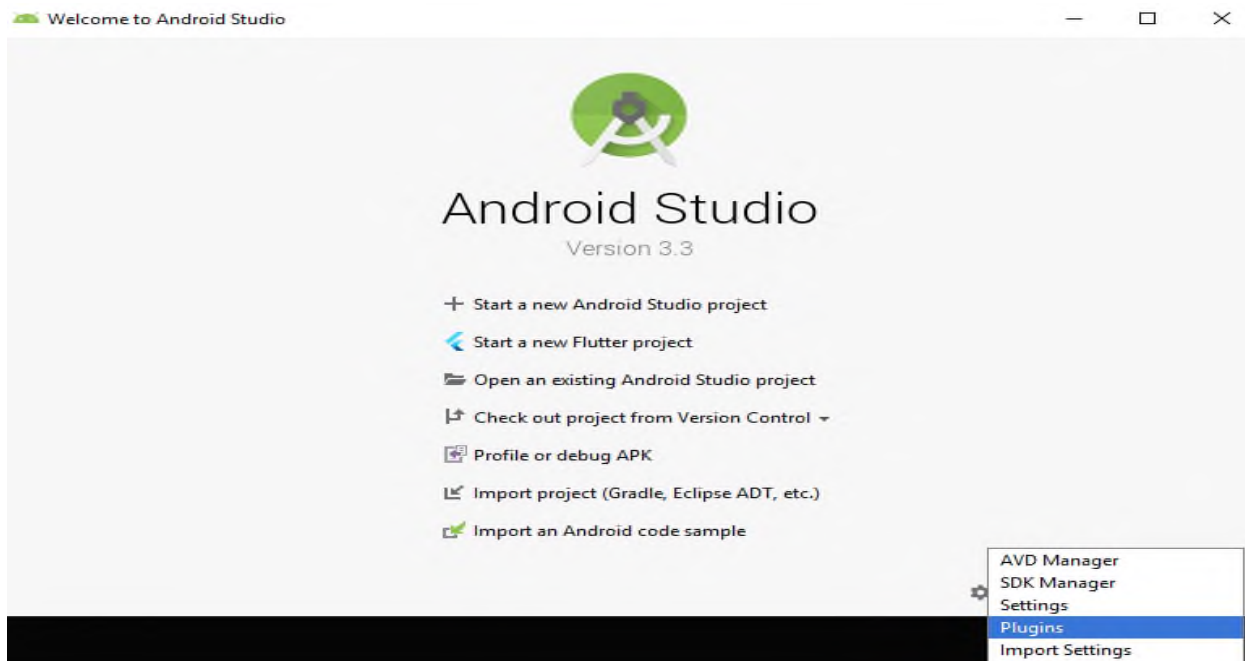 Welcome to Android Studio
Android Studio
Version 3.3
Start a new Android Studio project
Start a new Flutter project
Open an existing Android Studio project
Check out project from Version Control
Profile or debug APK
Import project (Gradle, Eclipse ADT, etc.)
Import an Android code sample
AVD Manager
SDK Manager
Settings
Plugins
Import Settings